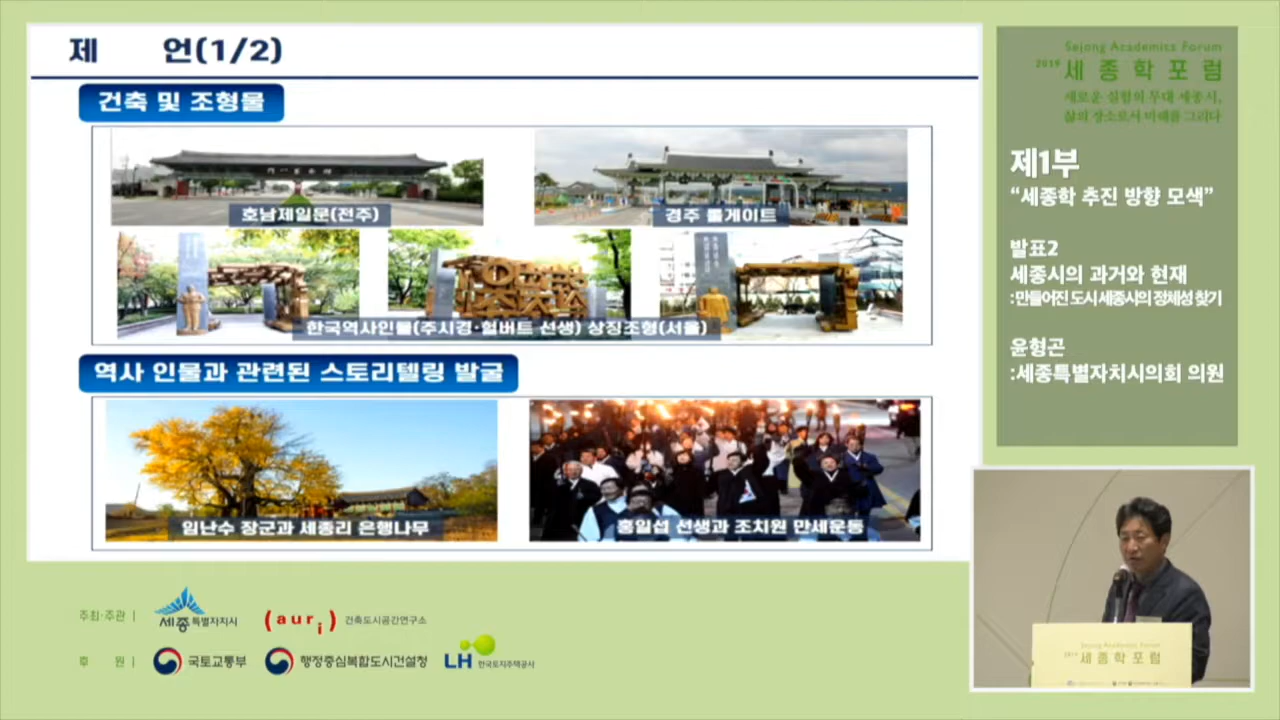 제 언(1/2)
건축 및 조형물
호남제일문(전주)
경주 톨게이트
한국역사인물(주시경·헐버트 선생) 상징조형(서울)
역사 인물과 관련된 스토리텔링 발굴
임난수 장군과 세종리 은행나무
홍일섭 선생과 조치원 만세운동
Sejong Academics Forum
2019 세종학포럼
새로운 실험의 무대 세종시,
삶의 장소로서 미래를 그리다
제1부
“세종학 추진 방향 모색”
발표2
세종시의 과거와 현재
:만들어진 도시 세종시의 정체성 찾기
윤형곤
:세종특별자치시의회 의원
Sejong Academics Forum
2019 세종학포럼
주최·주관 | 세종특별자치시 (auri) 건축도시공간연구소
후 원 | 국토교통부 행정중심복합도시건설청 LH 한국토지주택공사